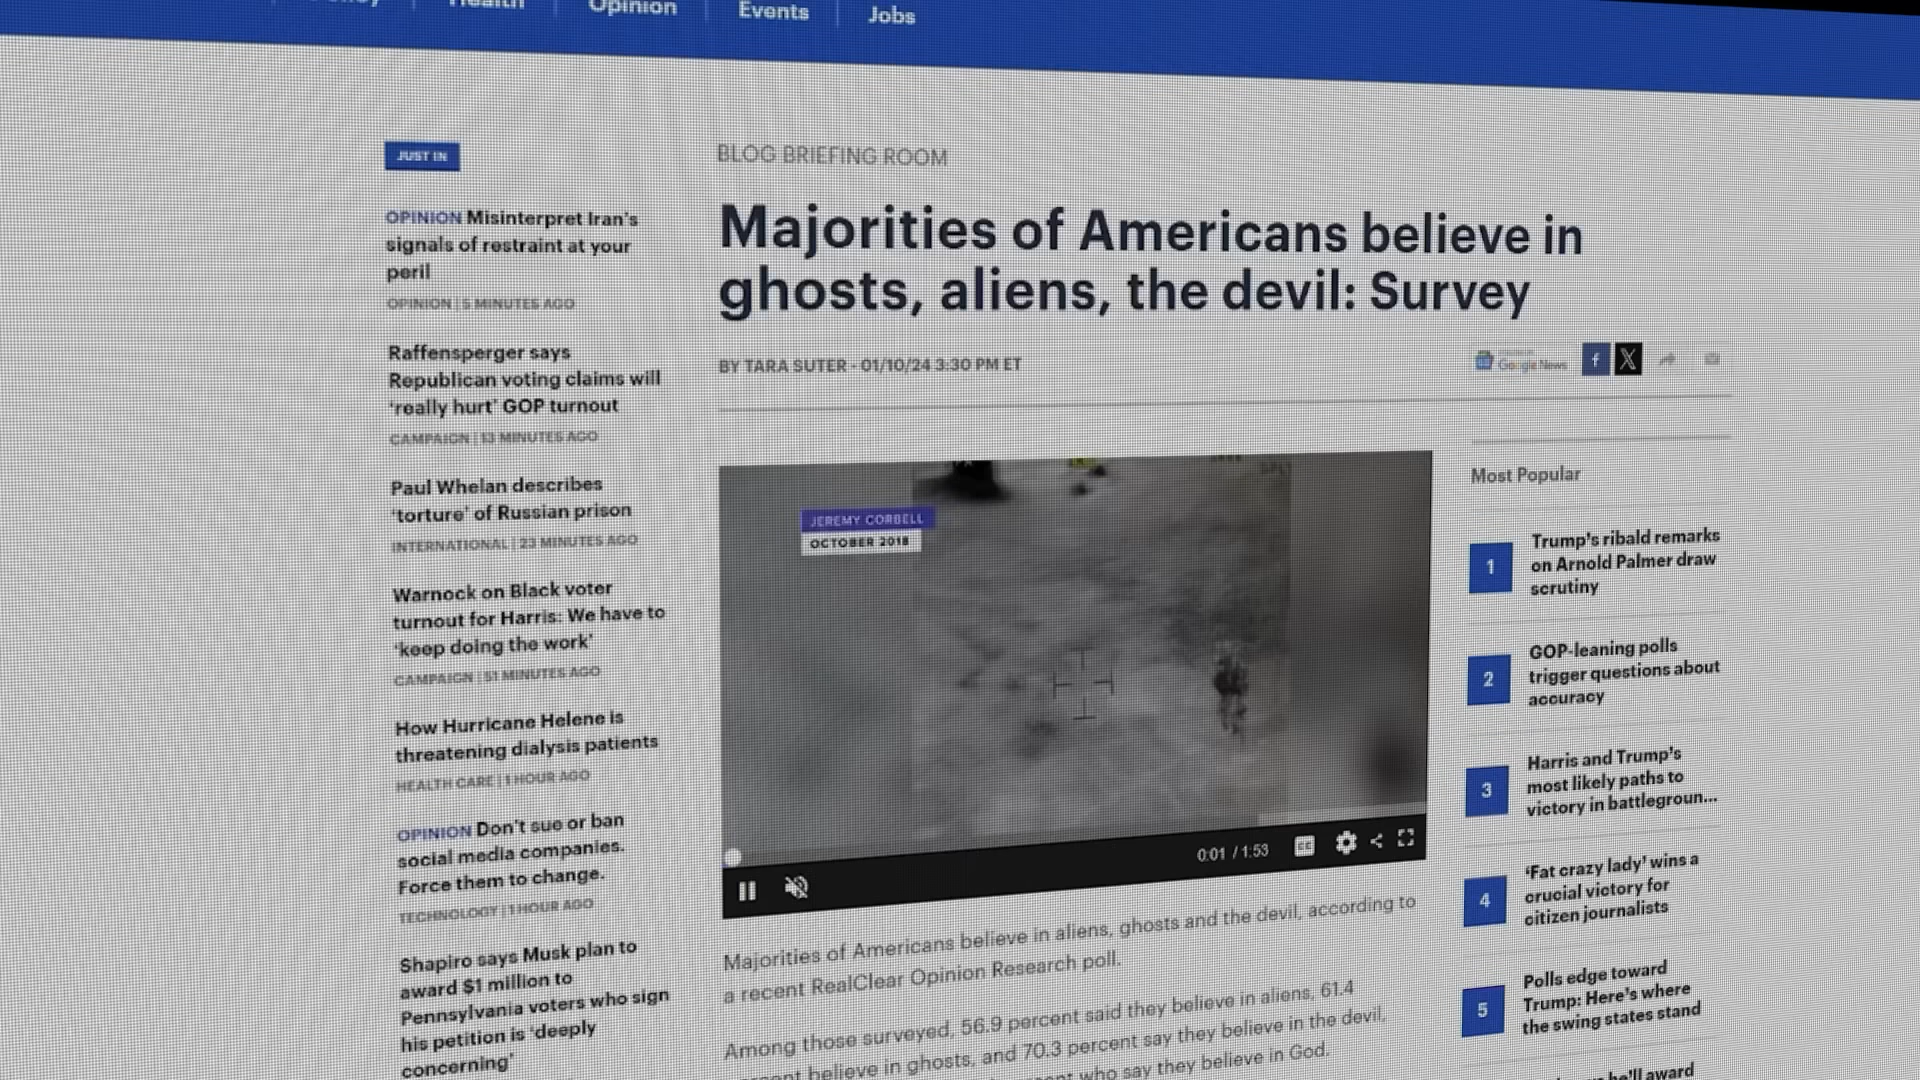 Health
Opinion
Events
Jobs
JUST IN
OPINION Misinterpret Iran's
signals of restraint at your
peril
OPINION | 5 MINUTES AGO
Raffensperger says
Republican voting claims will
'really hurt' GOP turnout
CAMPAIGN | 13 MINUTES AGO
Paul Whelan describes
'torture' of Russian prison
INTERNATIONAL | 23 MINUTES AGO
Warnock on Black voter
turnout for Harris: We have to
'keep doing the work'
CAMPAIGN | 51 MINUTES AGO
How Hurricane Helene is
threatening dialysis patients
HEALTH CARE | 1 HOUR AGO
OPINION Don't sue or ban
social media companies.
Force them to change.
TECHNOLOGY | 1 HOUR AGO
Shapiro says Musk plan to
award $1 million to
Pennsylvania voters who sign
his petition is 'deeply
concerning'
BLOG BRIEFING ROOM
Majorities of Americans believe in
ghosts, aliens, the devil: Survey
BY TARA SUTER - 01/10/24 3:30 PM ET
Google News
f
X
JEREMY CORBELL
OCTOBER 2018
0:01 / 1:53
CC
Majorities of Americans believe in aliens, ghosts and the devil, according to
a recent RealClear Opinion Research poll.
Among those surveyed, 56.9 percent said they believe in aliens, 61.4
believe in ghosts, and 70.3 percent say they believe in the devil,
who say they believe in God.
Most Popular
1
Trump's ribald remarks
on Arnold Palmer draw
scrutiny
2
GOP-leaning polls
trigger questions about
accuracy
3
Harris and Trump's
most likely paths to
victory in battlegroun...
4
'Fat crazy lady' wins a
crucial victory for
citizen journalists
5
Polls edge toward
Trump: Here's where
the swing states stand
he'll award